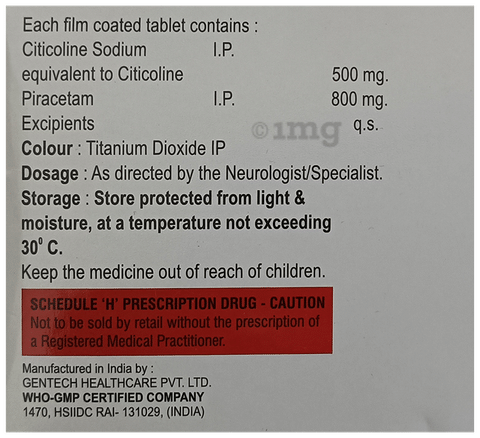 Each film coated tablet contains :
Citicoline Sodium I.P.
equivalent to Citicoline 500 mg.
Piracetam I.P. 800 mg.
Excipients q.s.
©1mg
Colour : Titanium Dioxide IP
Dosage : As directed by the Neurologist/Specialist.
Storage : Store protected from light &
moisture, at a temperature not exceeding
30⁰ C.
Keep the medicine out of reach of children.
SCHEDULE 'H' PRESCRIPTION DRUG - CAUTION
Not to be sold by retail without the prescription of
a Registered Medical Practitioner.
Manufactured in India by :
GENTECH HEALTHCARE PVT. LTD.
WHO-GMP CERTIFIED COMPANY
1470, HSIIDC RAI- 131029, (INDIA)